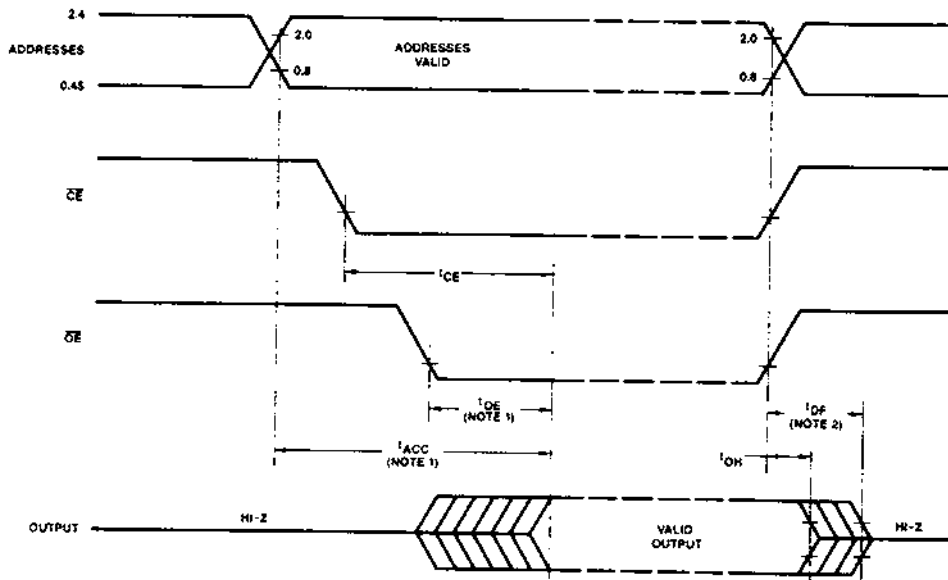 2.4
ADDRESSES
0.45
2.0
0.8
ADDRESSES
VALID
2.0
0.8
CE
tCE
OE
tOE
(NOTE 1)
tACC
(NOTE 1)
tDF
(NOTE 2)
tOH
OUTPUT
HI-Z
VALID
OUTPUT
HI-Z